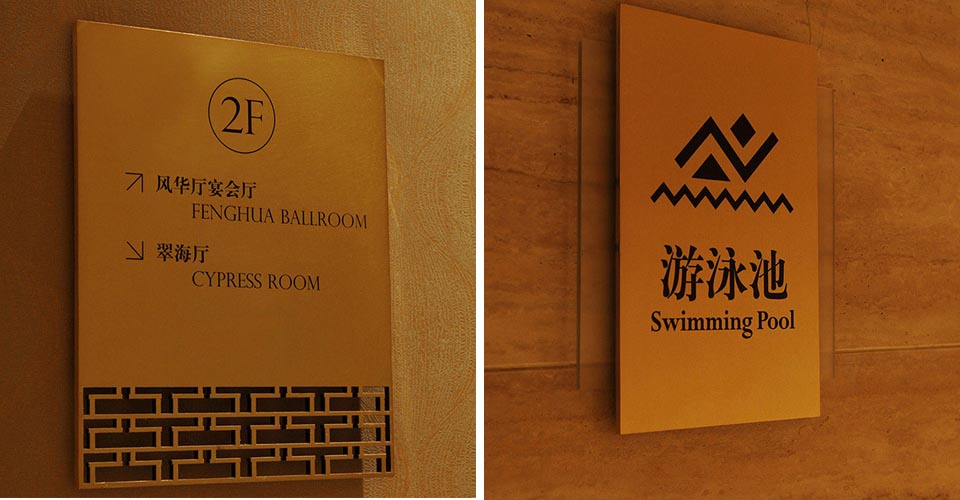 2F
风华厅宴会厅
FENGHUA BALLROOM
翠海厅
CYPRESS ROOM
游泳池
Swimming Pool